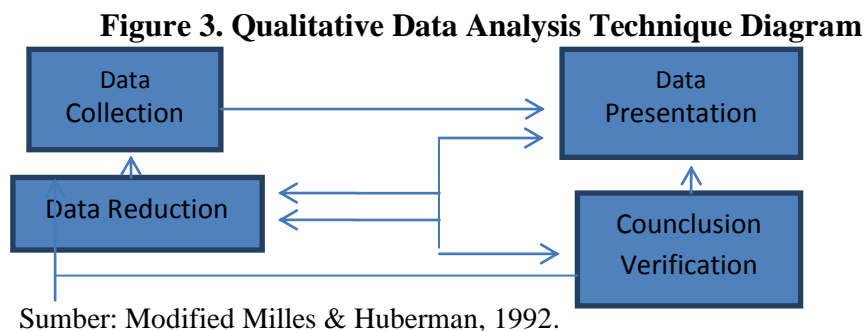 Figure 3. Qualitative Data Analysis Technique Diagram
Data
Collection
Data
Presentation
Data Reduction
Counclusion
Verification
Sumber: Modified Milles & Huberman, 1992.